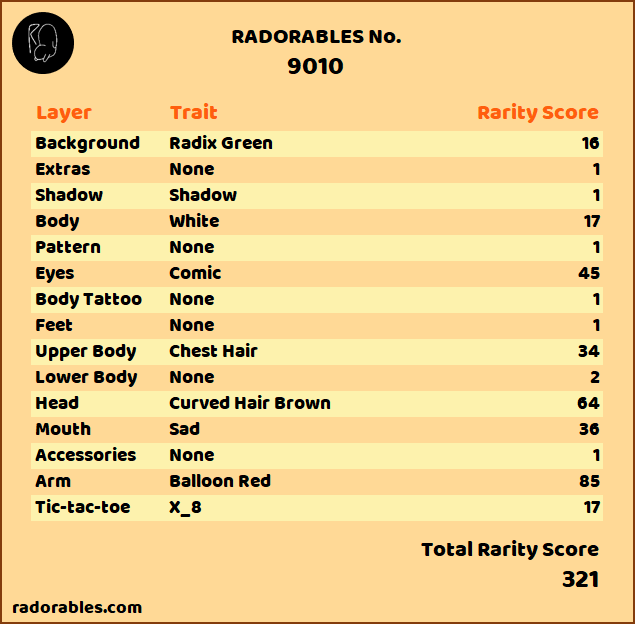 RADORABLES No.
9010
Layer Trait Rarity Score
Background Radix Green 16
Extras None 1
Shadow Shadow 1
Body White 17
Pattern None 1
Eyes Comic 45
Body Tattoo None 1
Feet None 1
Upper Body Chest Hair 34
Lower Body None 2
Head Curved Hair Brown 64
Mouth Sad 36
Accessories None 1
Arm Balloon Red 85
Tic-tac-toe X_8 17
Total Rarity Score
321
radorables.com